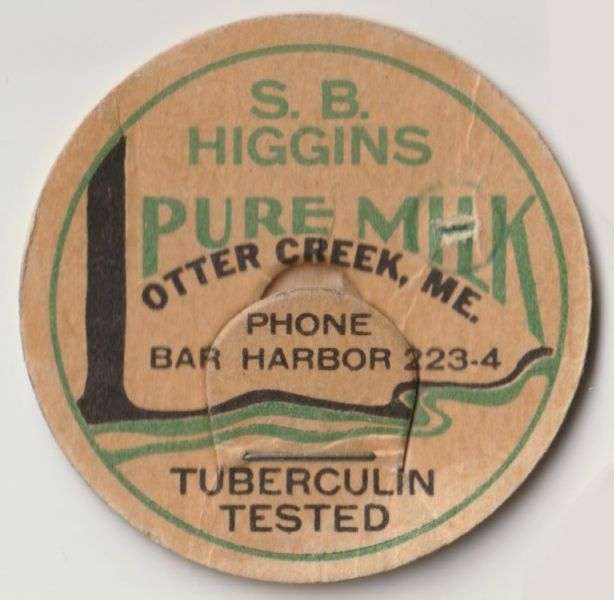 S. B.
HIGGINS
PURE MILK
OTTER CREEK, ME.
PHONE
BAR HARBOR 223-4
TUBERCULIN
TESTED